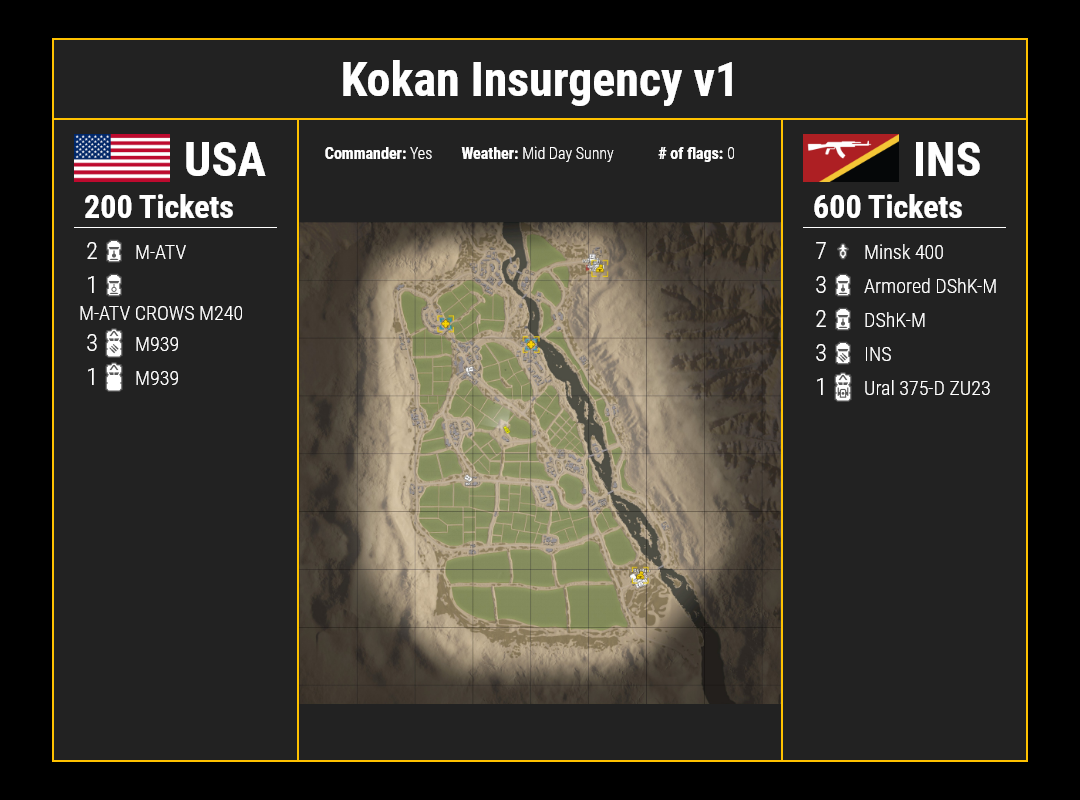 Kokan Insurgency v1
USA
200 Tickets
2 M-ATV
1
M-ATV CROWS M240
3 M939
1 M939
Commander: Yes Weather: Mid Day Sunny # of flags: 0
INS
600 Tickets
7 Minsk 400
3 Armored DShK-M
2 DShK-M
3 INS
1 Ural 375-D ZU23